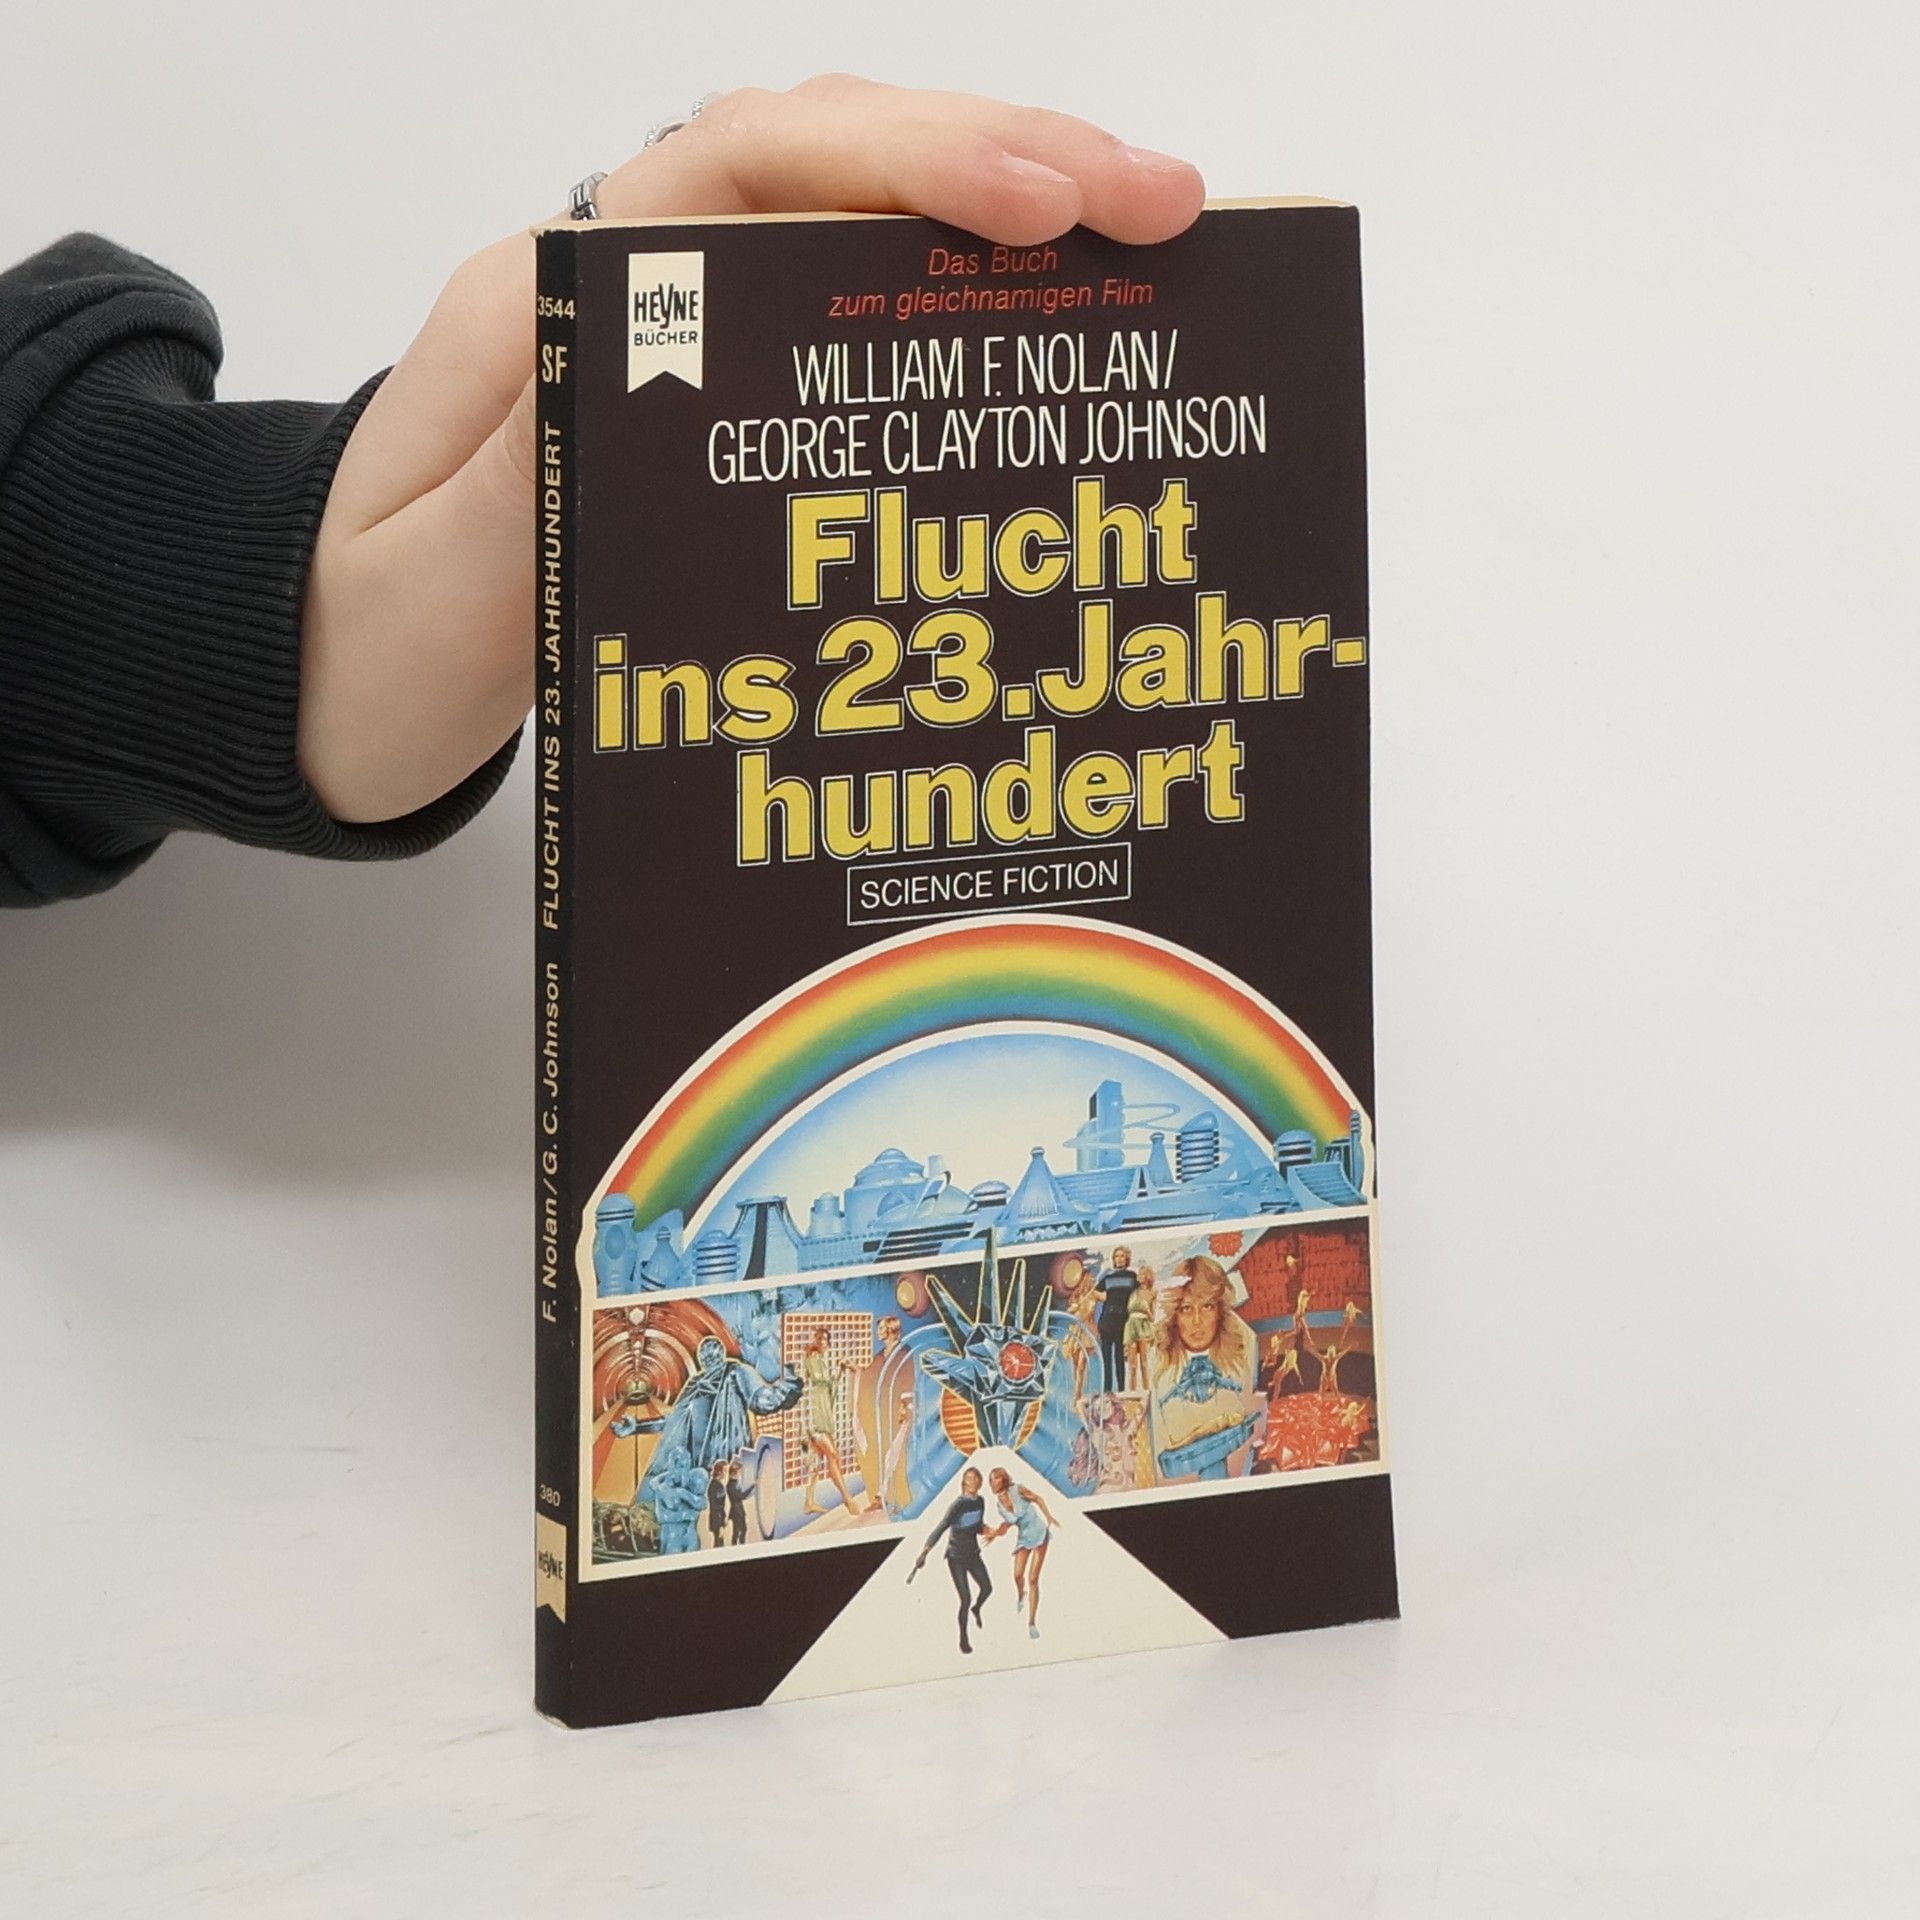 Das Buch
zum gleichnamigen Film
HEYNE
BÜCHER
WILLIAM F. NOLAN/
GEORGE CLAYTON JOHNSON
Flucht
ins 23. Jahr-
hundert
SCIENCE FICTION
3544
SF
F. Nolan/G. C. Johnson FLUCHT INS 23. JAHRHUNDERT
380
HEYNE